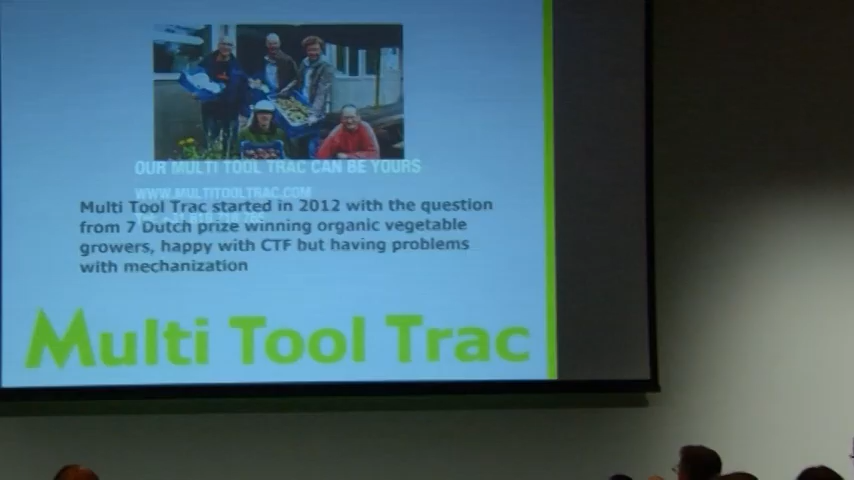 OUR MULTI TOOL TRAC CAN BE YOURS
WWW.MULTITOOLTRAC.COM
Multi Tool Trac started in 2012 with the question
from 7 Dutch prize winning organic vegetable
growers, happy with CTF but having problems
with mechanization
Multi Tool Trac